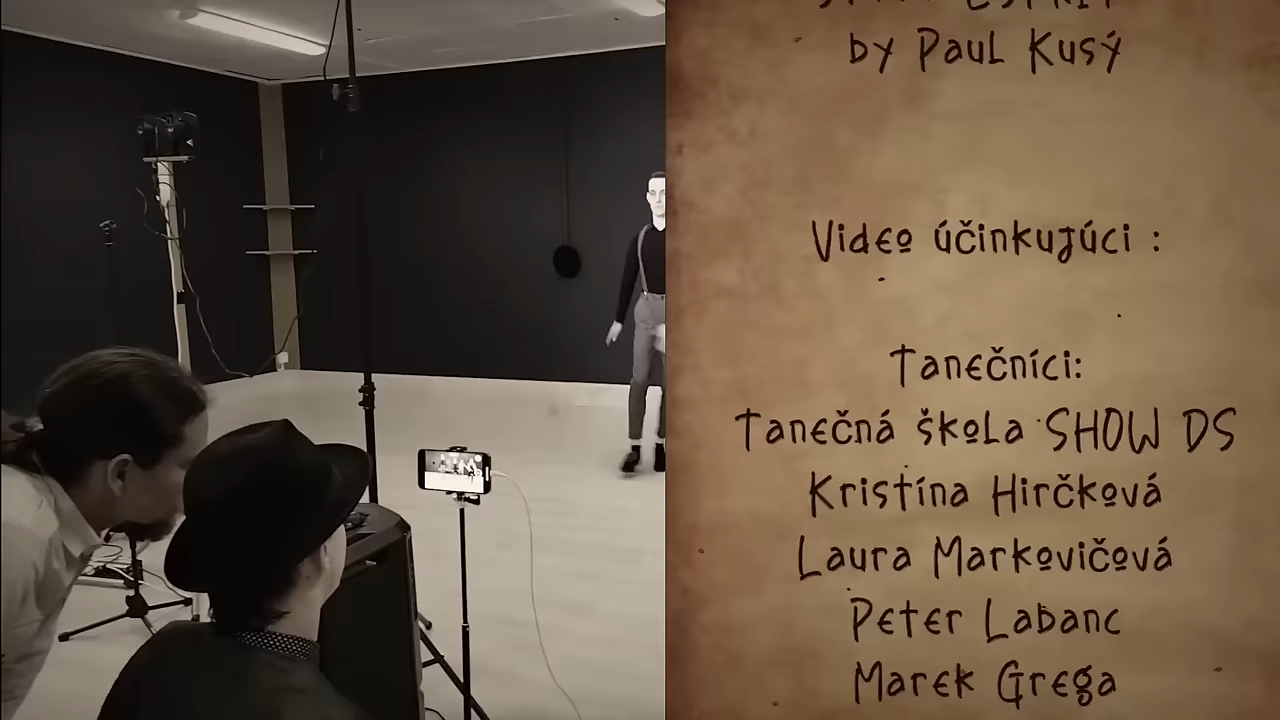 by Paul Kusý
Video účinkujúci :
Tanečníci:
Tanečná škola SHOW DS
Kristína Hirčková
Laura Markovičová
Peter Labanc
Marek Grega